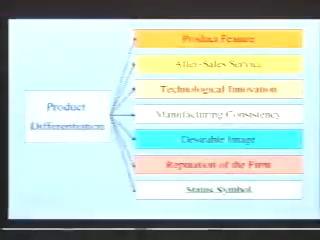 Product
Differentiation
Product Feature
After-Sales Service
Technological Innovation
Manufacturing Consistency
Desirable Image
Reputation of the Firm
Status Symbol